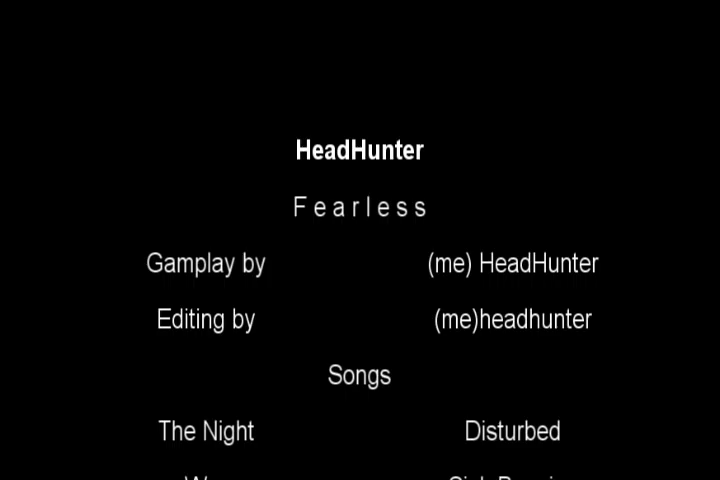 HeadHunter
F e a r l e s s
Gamplay by (me) HeadHunter
Editing by (me)headhunter
Songs
The Night Disturbed